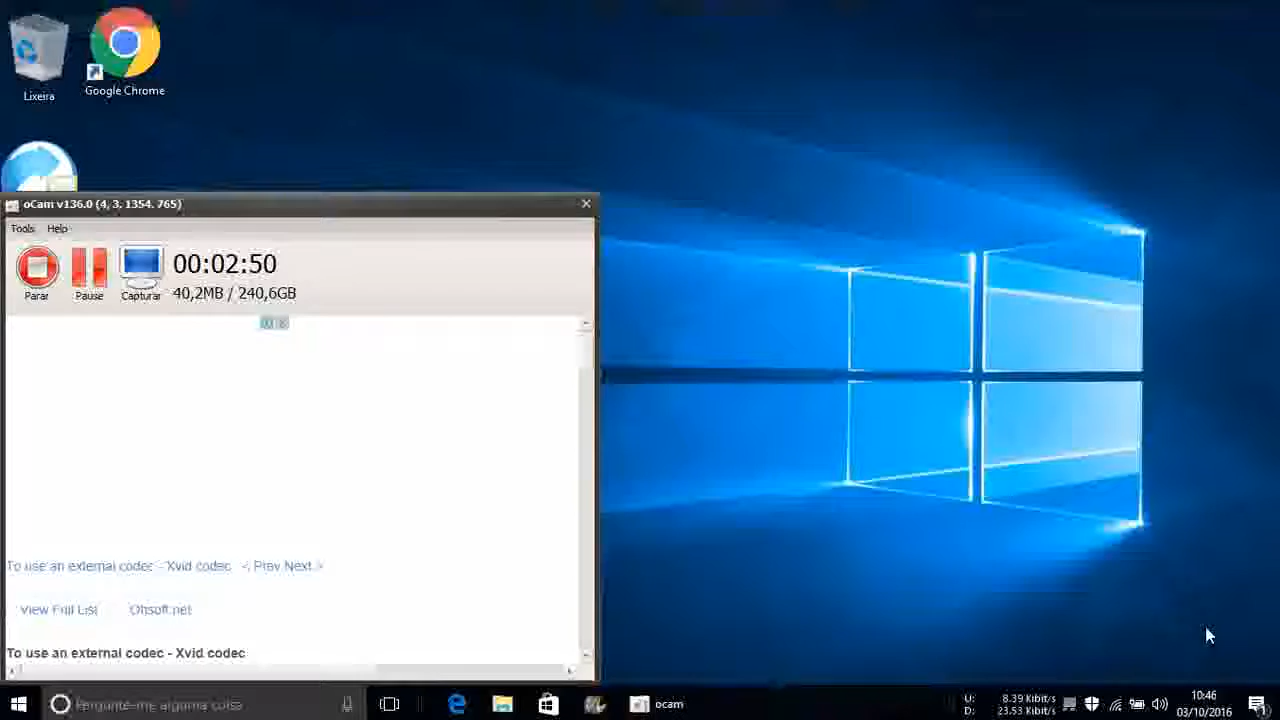 Lixeira
Google Chrome
oCam v136.0 (4, 3, 1354. 765)
Tools Help
00:02:50
40,2MB / 240,6GB
Parar
Pause
Capturar
To use an external codec - Xvid codec < Prev Next >
View Full List Ohsoft.net
To use an external codec - Xvid codec
Pergunte-me alguma coisa
ocam
U: 8.39 Kibit/s
D: 23.53 Kibit/s
10:46
03/10/2016